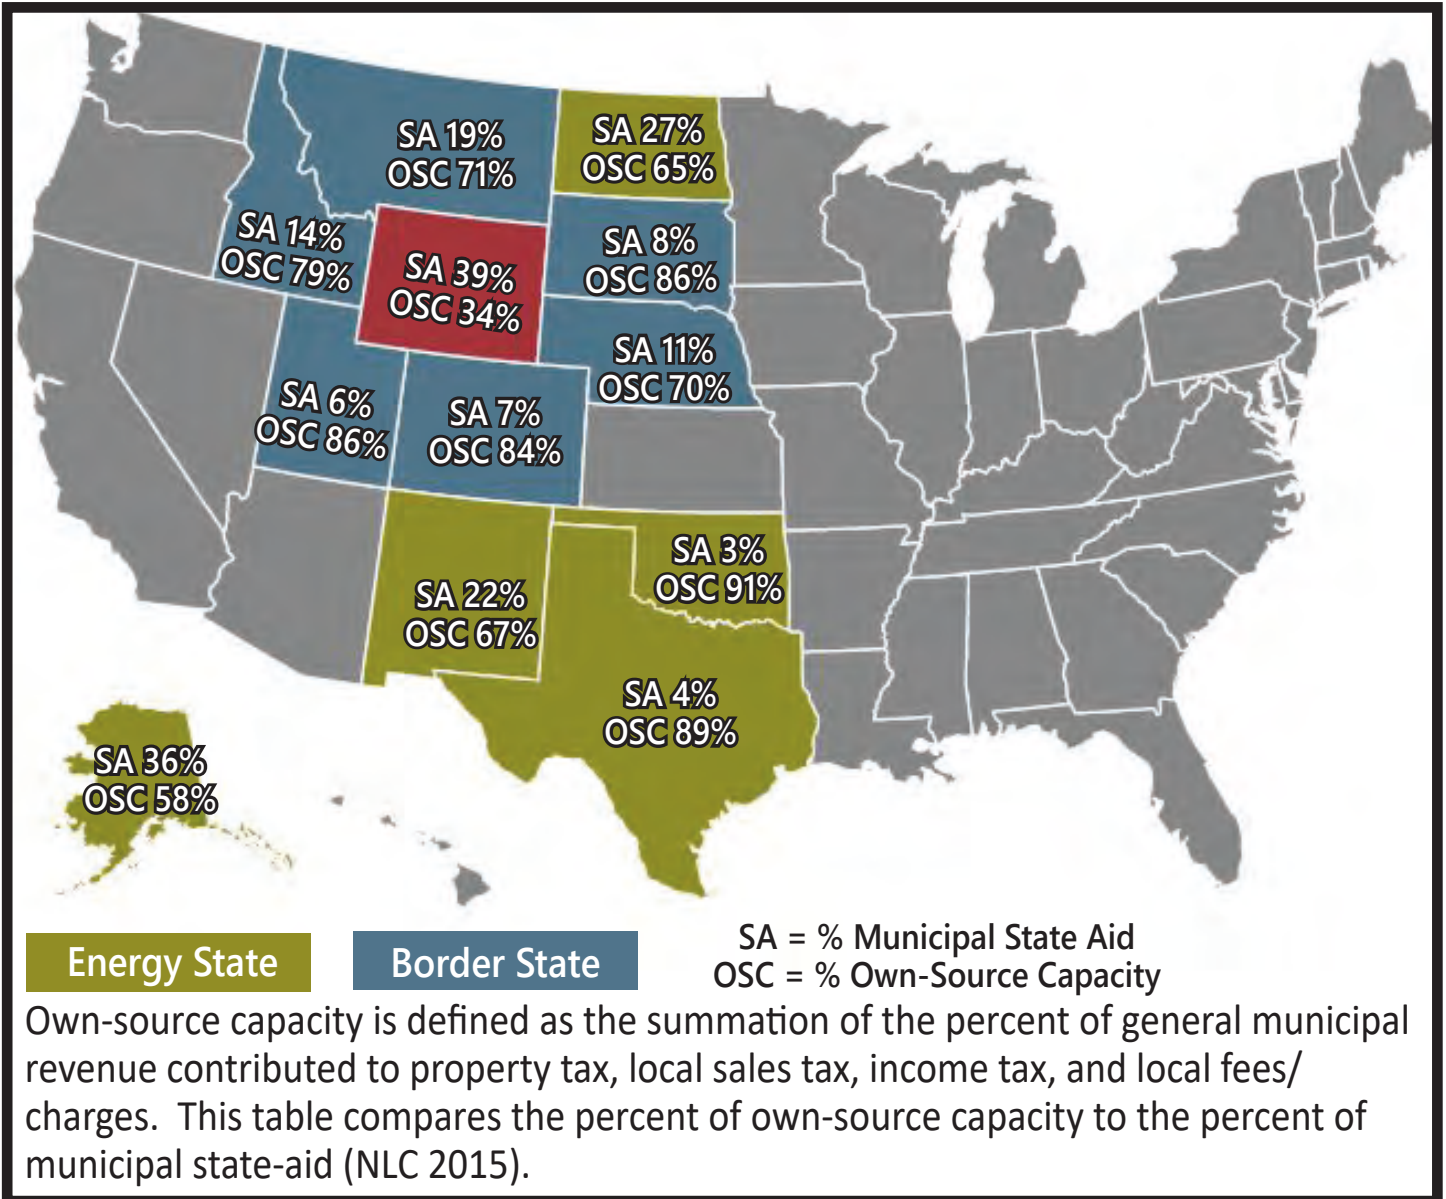 SA 19%
OSC 71%
SA 27%
OSC 65%
SA 14%
OSC 79%
SA 39%
OSC 34%
SA 8%
OSC 86%
SA 11%
OSC 70%
SA 6%
OSC 86%
SA 7%
OSC 84%
SA 3%
OSC 91%
SA 22%
OSC 67%
SA 4%
OSC 89%
SA 36%
OSC 58%
Energy State
Border State
SA = % Municipal State Aid
OSC = % Own-Source Capacity
Own-source capacity is defined as the summation of the percent of general municipal
revenue contributed to property tax, local sales tax, income tax, and local fees/
charges. This table compares the percent of own-source capacity to the percent of
municipal state-aid (NLC 2015).